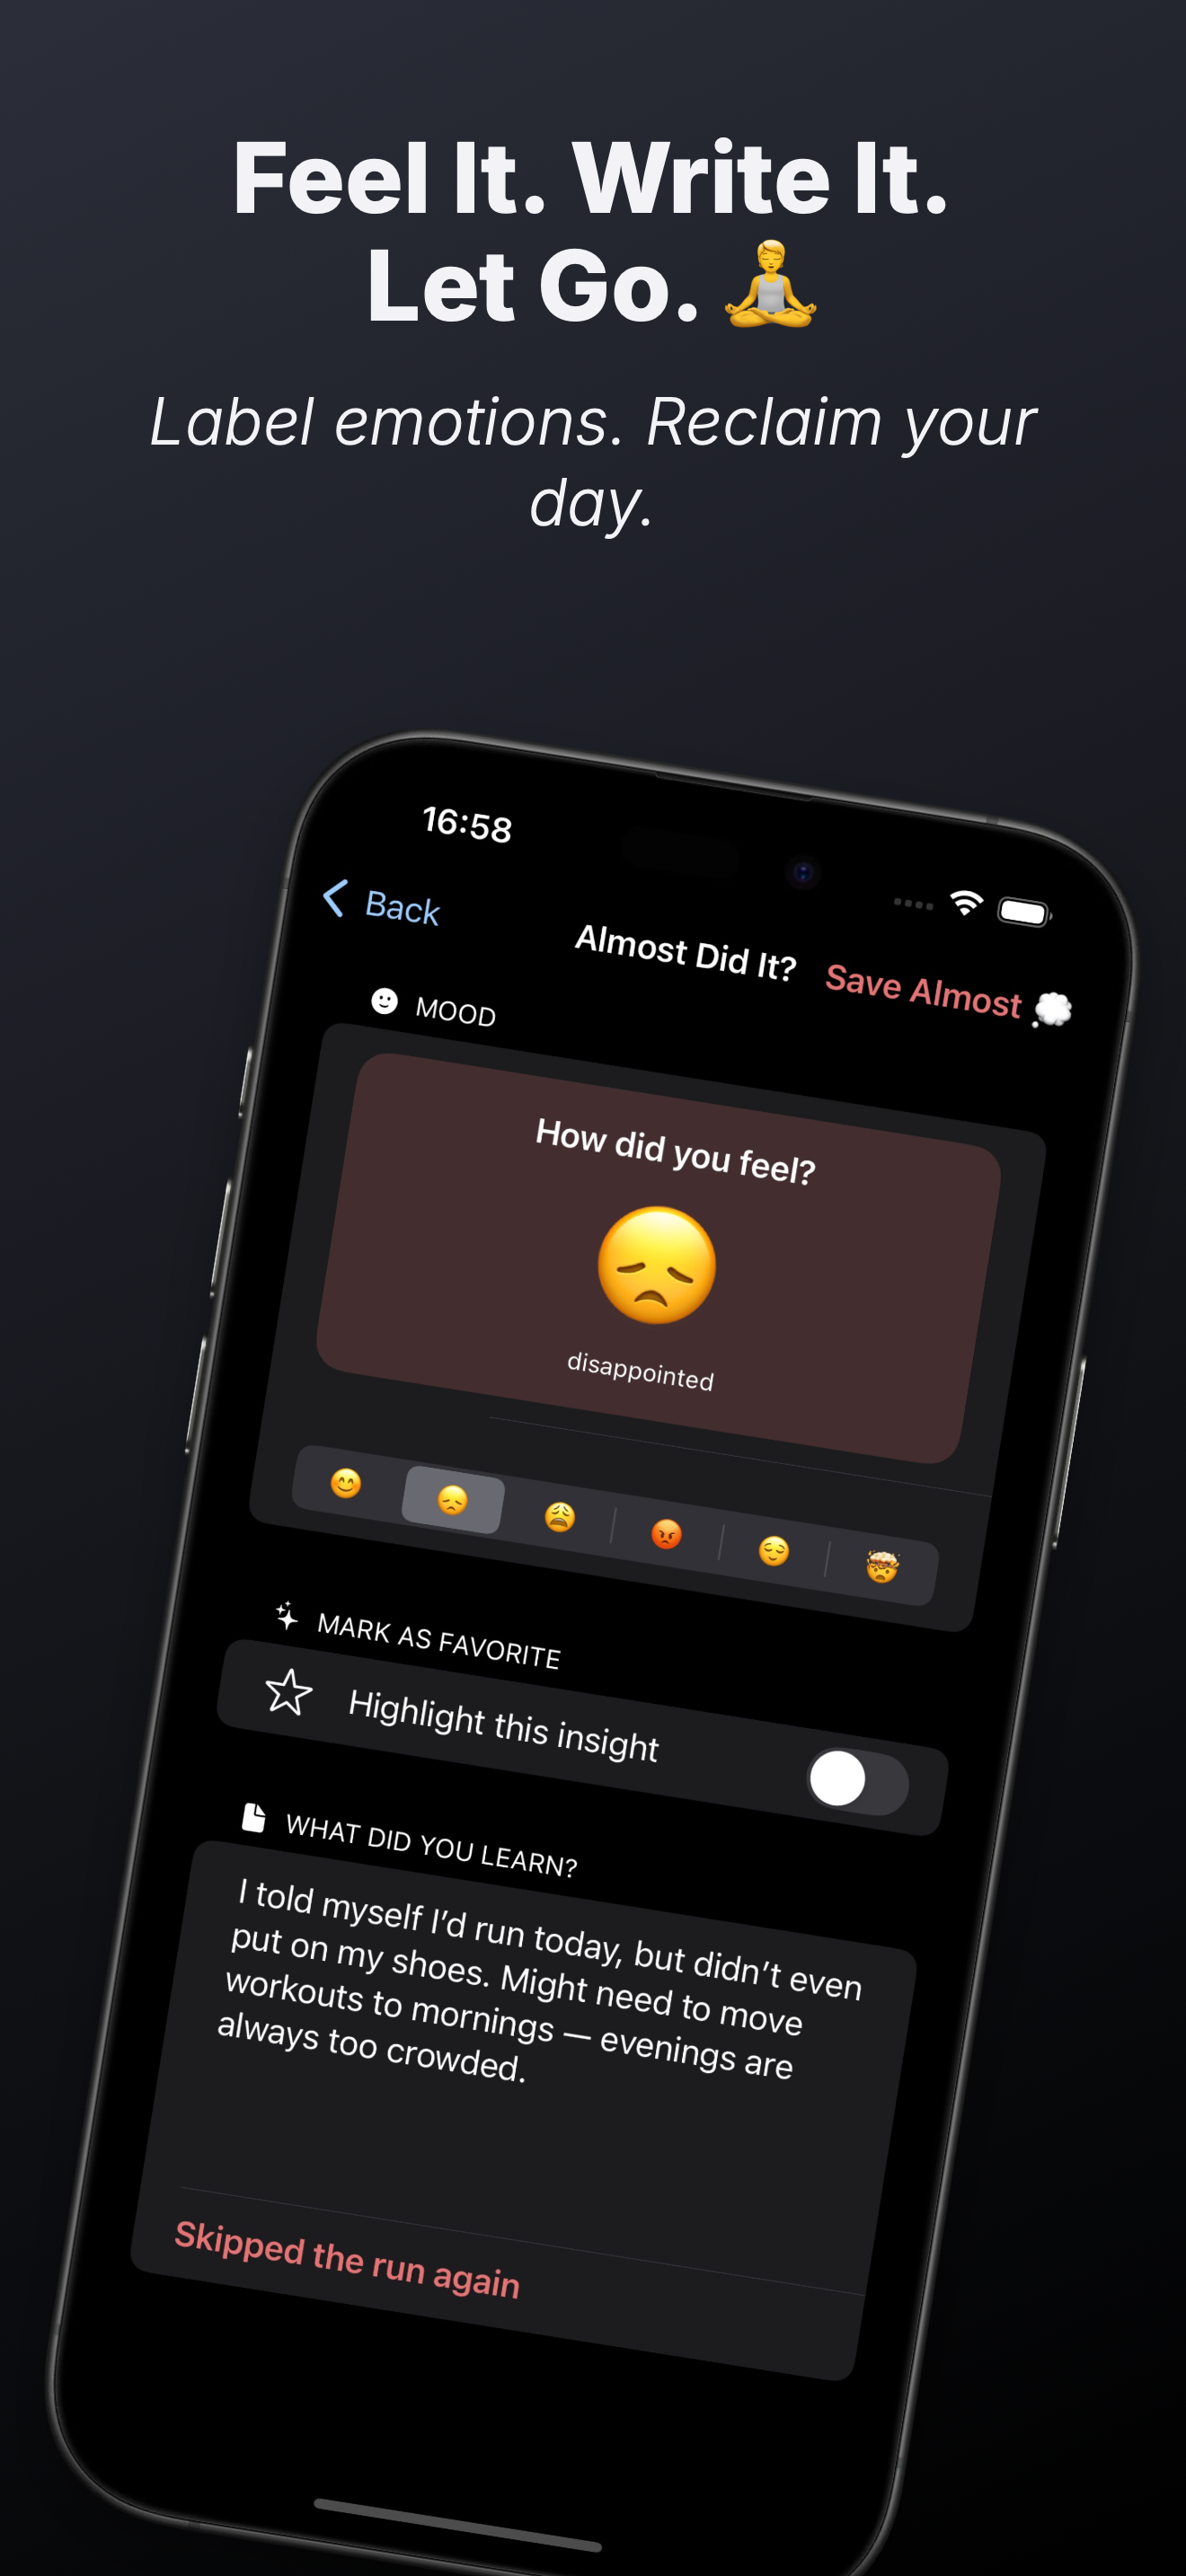 Feel It. Write It.
Let Go. 🧘
Label emotions. Reclaim your
day.
16:58
Back
Almost Did It?
Save Almost 💭
MOOD
How did you feel?
disappointed
MARK AS FAVORITE
Highlight this insight
WHAT DID YOU LEARN?
I told myself I’d run today, but didn’t even
put on my shoes. Might need to move
workouts to mornings — evenings are
always too crowded.
Skipped the run again